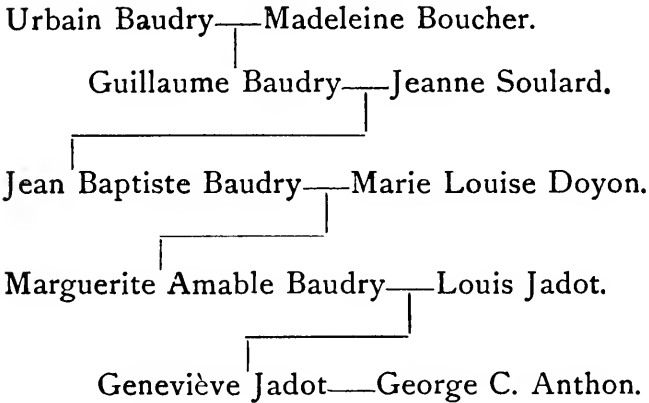 Urbain Baudry—Madeleine Boucher.
Guillaume Baudry—Jeanne Soulard.
Jean Baptiste Baudry—Marie Louise Doyon.
Marguerite Amable Baudry—Louis Jadot.
Geneviève Jadot—George C. Anthon.